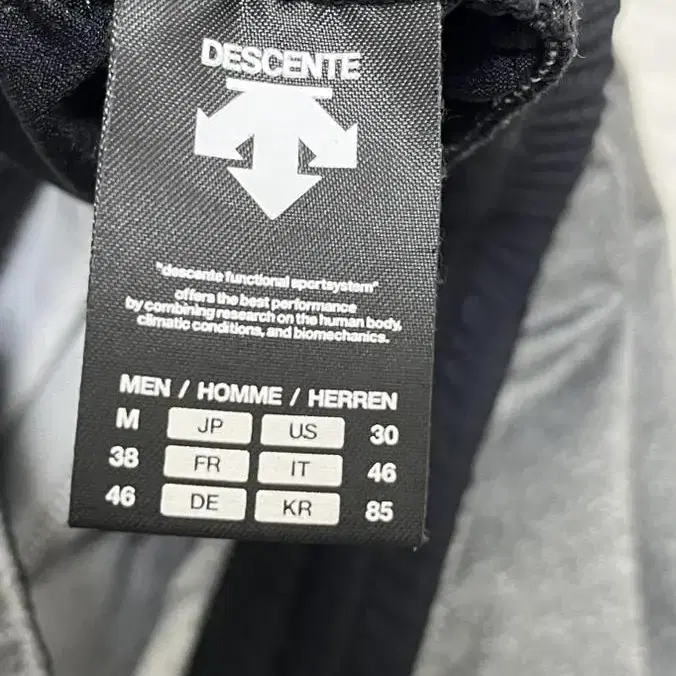 DESCENTE
"descente functional sportsystem"
offers the best performance
by combining research on the human body,
climatic conditions, and biomechanics.
MEN / HOMME / HERREN
M JP US 30
38 FR IT 46
46 DE KR 85